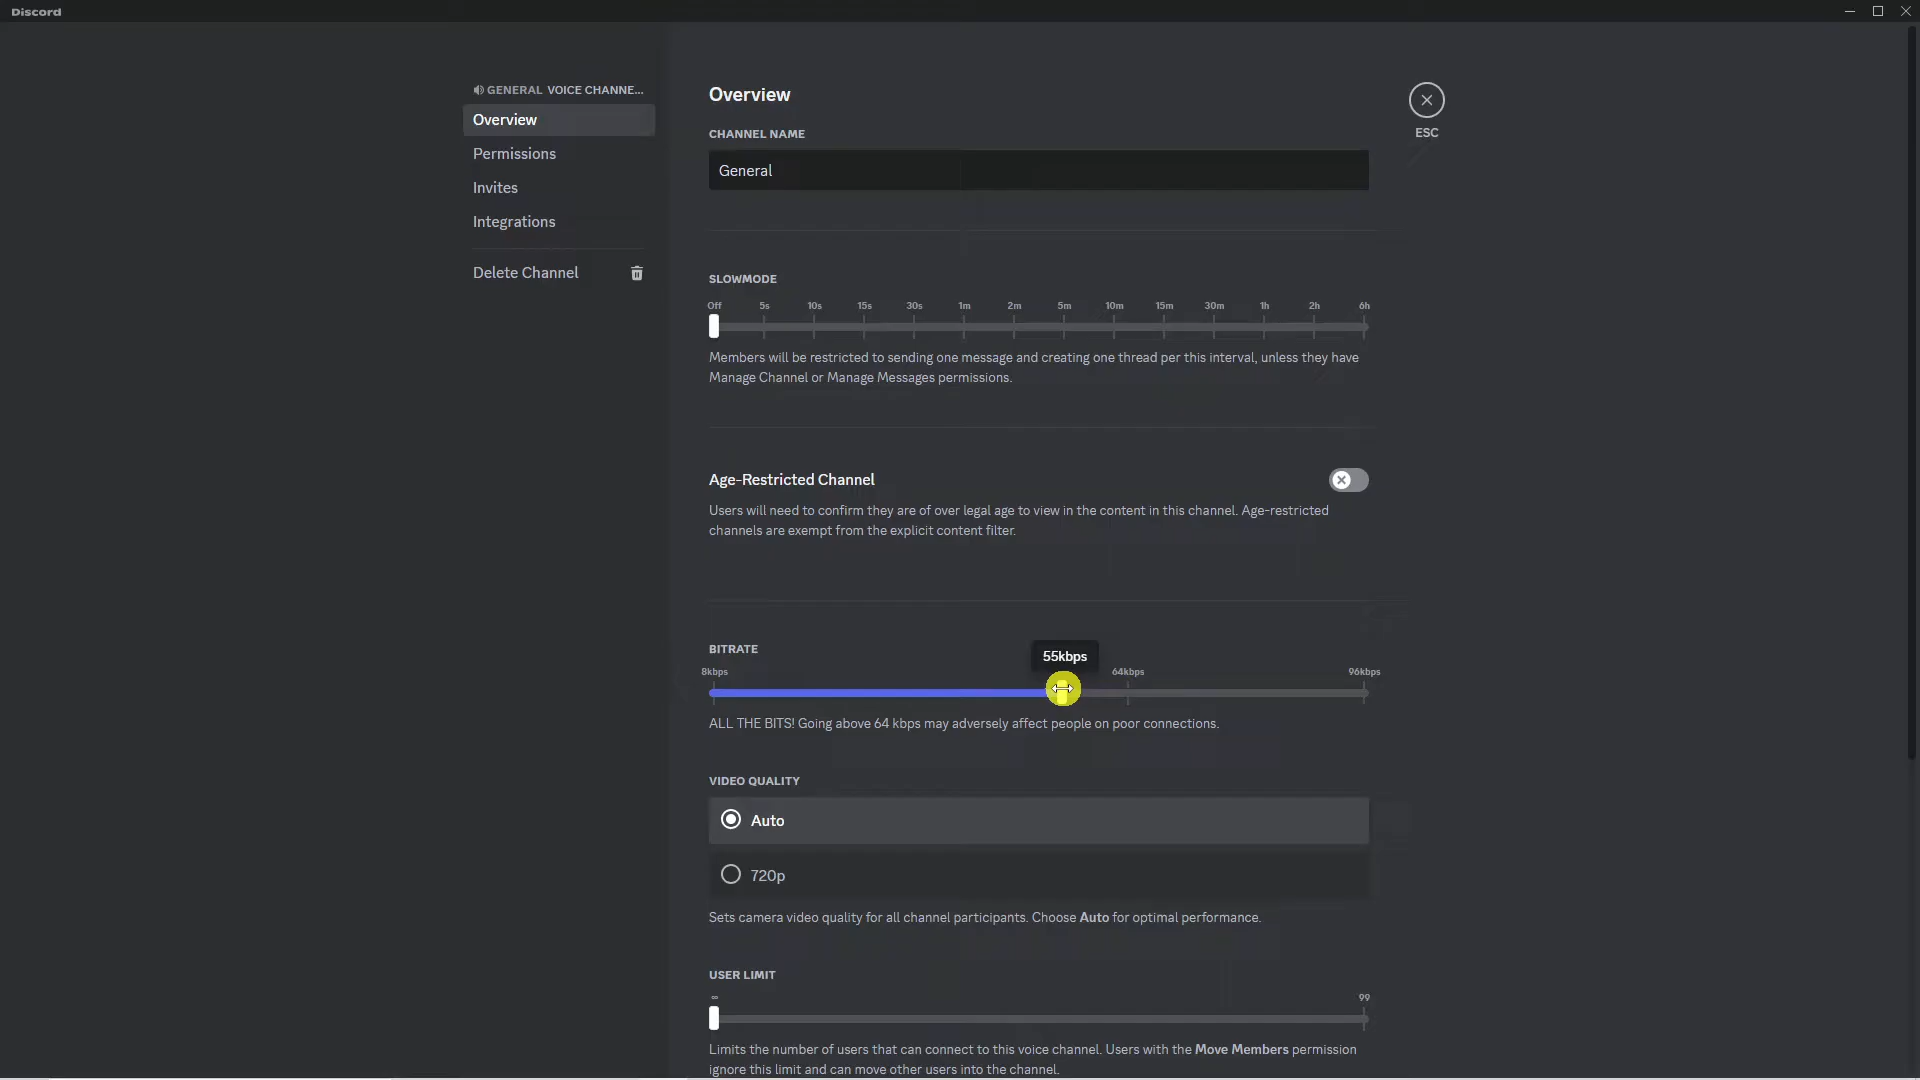 Discord
GENERAL VOICE CHANNE...
Overview
Permissions
Invites
Integrations
Delete Channel
Overview
ESC
CHANNEL NAME
General
SLOWMODE
Off 5s 10s 15s 30s 1m 2m 5m 10m 15m 30m 1h 2h 6h
Members will be restricted to sending one message and creating one thread per this interval, unless they have
Manage Channel or Manage Messages permissions.
Age-Restricted Channel
Users will need to confirm they are of over legal age to view in the content in this channel. Age-restricted
channels are exempt from the explicit content filter.
BITRATE
55kbps
8kbps 64kbps 96kbps
ALL THE BITS! Going above 64 kbps may adversely affect people on poor connections.
VIDEO QUALITY
Auto
720p
Sets camera video quality for all channel participants. Choose Auto for optimal performance.
USER LIMIT
∞ 99
Limits the number of users that can connect to this voice channel. Users with the Move Members permission
ignore this limit and can move other users into the channel.